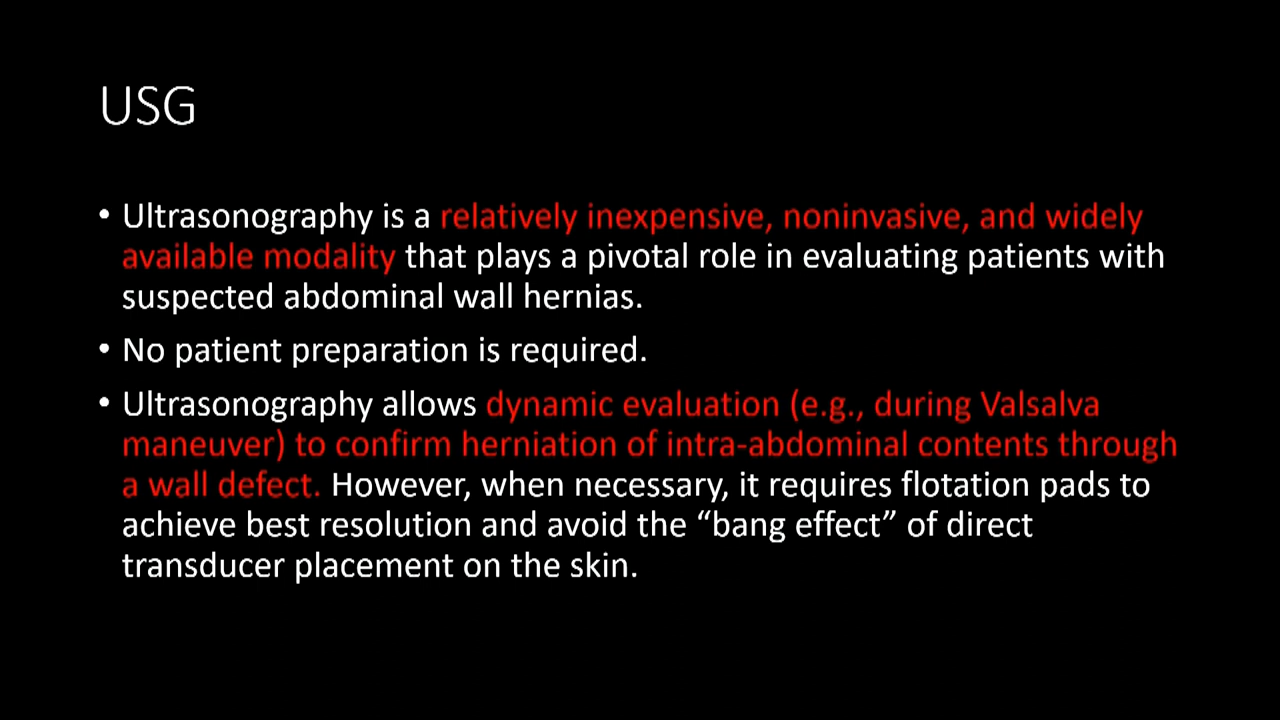 USG
• Ultrasonography is a relatively inexpensive, noninvasive, and widely
available modality that plays a pivotal role in evaluating patients with
suspected abdominal wall hernias.
• No patient preparation is required.
• Ultrasonography allows dynamic evaluation (e.g., during Valsalva
maneuver) to confirm herniation of intra-abdominal contents through
a wall defect. However, when necessary, it requires flotation pads to
achieve best resolution and avoid the “bang effect” of direct
transducer placement on the skin.